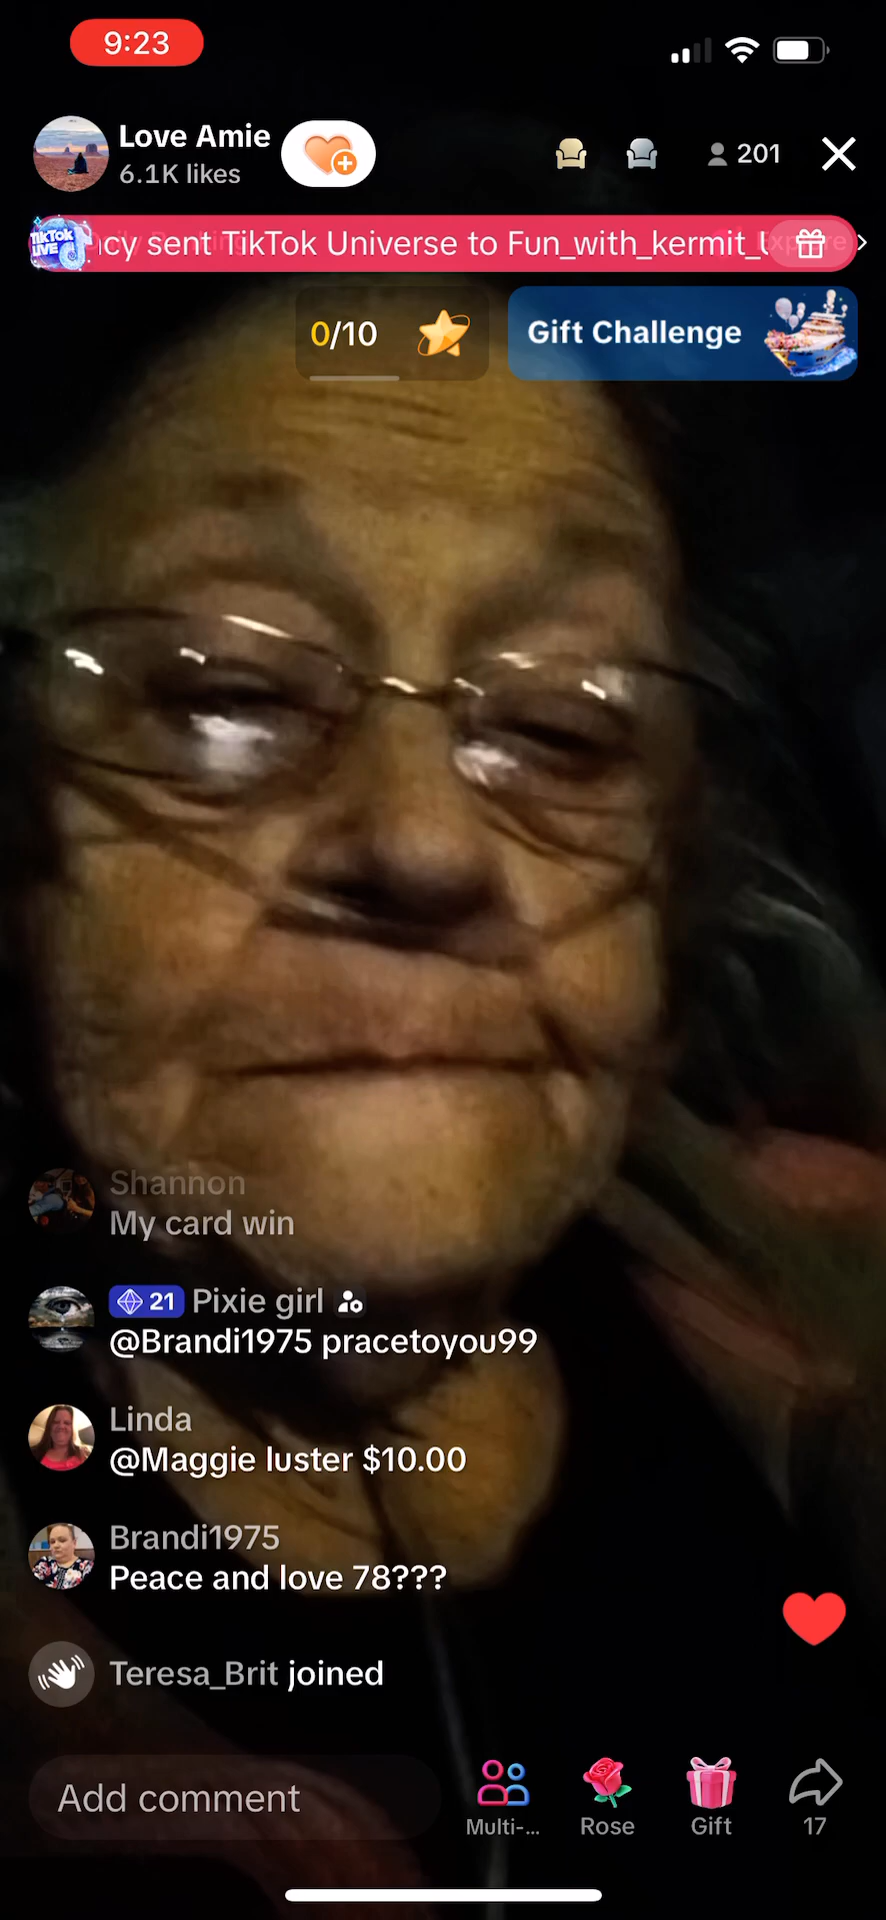 9:23
Love Amie
6.1K likes
201
TikTok
LIVE
cy sent TikTok Universe to Fun_with_kermit_
0/10
Gift Challenge
Shannon
My card win
21 Pixie girl
@Brandi1975 pracetoyou99
Linda
@Maggie luster $10.00
Brandi1975
Peace and love 78???
Teresa_Brit joined
Add comment
Multi-...
Rose
Gift
17